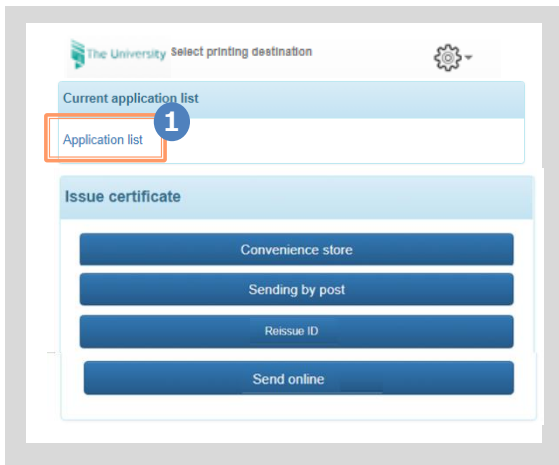 The University Select printing destination
Current application list
1
Application list
Issue certificate
Convenience store
Sending by post
Reissue ID
Send online